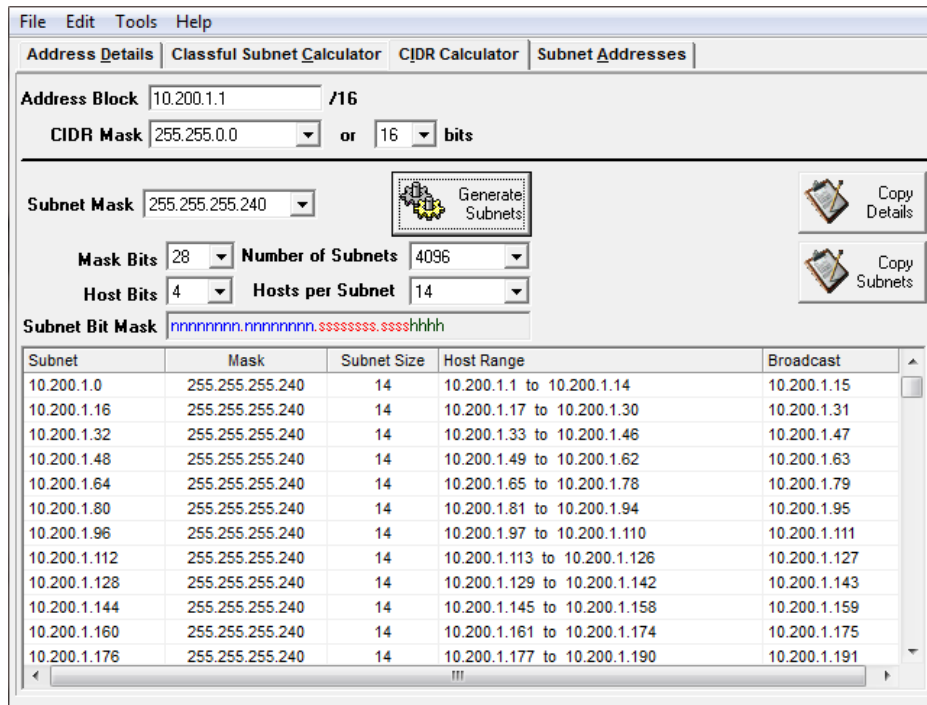 File Edit Tools Help
Address Details Classful Subnet Calculator CIDR Calculator Subnet Addresses
Address Block 10.200.1.1 /16
CIDR Mask 255.255.0.0 or 16 bits
Subnet Mask 255.255.255.240 Generate Subnets Copy Details
Mask Bits 28 Number of Subnets 4096
Host Bits 4 Hosts per Subnet 14 Copy Subnets
Subnet Bit Mask nnnnnnnn.nnnnnnnn.ssssssss.sssshhhh
Subnet Mask Subnet Size Host Range Broadcast
10.200.1.0 255.255.255.240 14 10.200.1.1 to 10.200.1.14 10.200.1.15
10.200.1.16 255.255.255.240 14 10.200.1.17 to 10.200.1.30 10.200.1.31
10.200.1.32 255.255.255.240 14 10.200.1.33 to 10.200.1.46 10.200.1.47
10.200.1.48 255.255.255.240 14 10.200.1.49 to 10.200.1.62 10.200.1.63
10.200.1.64 255.255.255.240 14 10.200.1.65 to 10.200.1.78 10.200.1.79
10.200.1.80 255.255.255.240 14 10.200.1.81 to 10.200.1.94 10.200.1.95
10.200.1.96 255.255.255.240 14 10.200.1.97 to 10.200.1.110 10.200.1.111
10.200.1.112 255.255.255.240 14 10.200.1.113 to 10.200.1.126 10.200.1.127
10.200.1.128 255.255.255.240 14 10.200.1.129 to 10.200.1.142 10.200.1.143
10.200.1.144 255.255.255.240 14 10.200.1.145 to 10.200.1.158 10.200.1.159
10.200.1.160 255.255.255.240 14 10.200.1.161 to 10.200.1.174 10.200.1.175
10.200.1.176 255.255.255.240 14 10.200.1.177 to 10.200.1.190 10.200.1.191